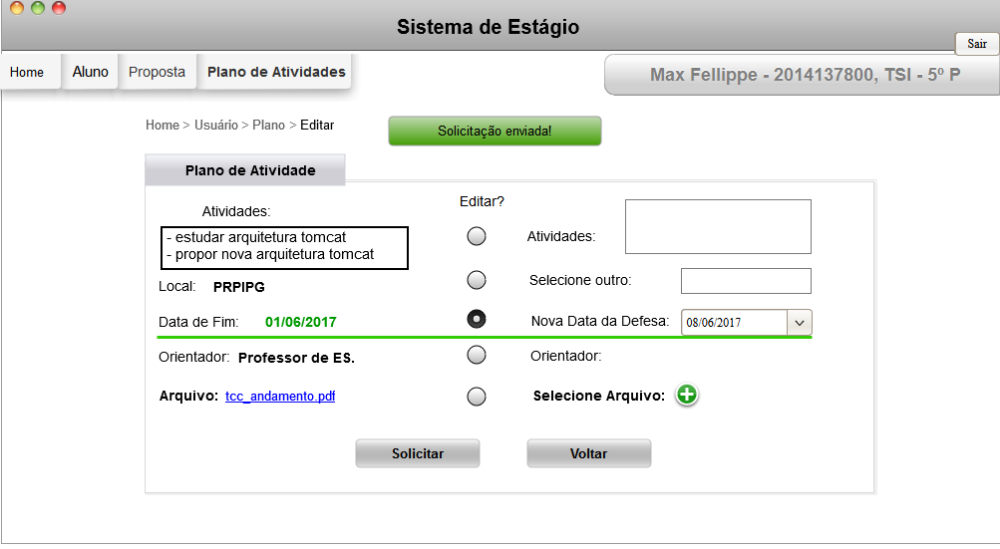 Sistema de Estágio
Sair
Home Aluno Proposta Plano de Atividades
Max Fellippe - 2014137800, TSI - 5º P
Home > Usuário > Plano > Editar
Solicitação enviada!
Plano de Atividade
Atividades:
Editar?
- estudar arquitetura tomcat
- propor nova arquitetura tomcat
Atividades:
Local: PRPIPG
Selecione outro:
Data de Fim: 01/06/2017
Nova Data da Defesa: 08/06/2017
Orientador: Professor de ES.
Orientador:
Arquivo: tcc_andamento.pdf
Selecione Arquivo:
Solicitar
Voltar